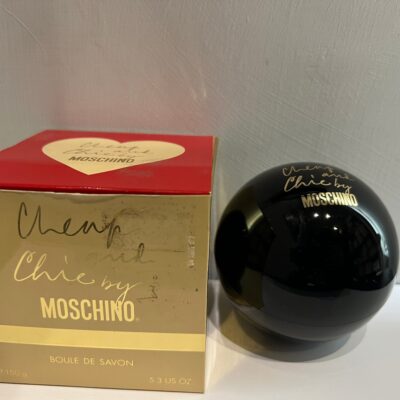 Cheap
and
Chic by
MOSCHINO
Cheap
and
Chic by
MOSCHINO
BOULE DE SAVON
150 g
5.3 US OZ
Cheap
and
Chic by
MOSCHINO